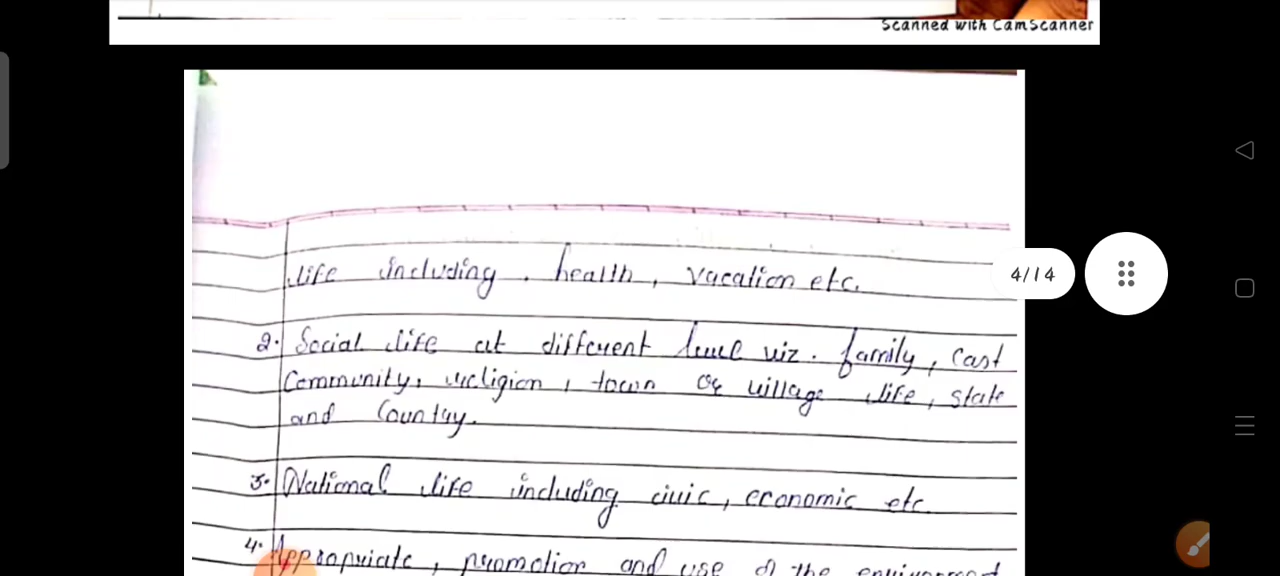 Scanned with CamScanner
life including . health, vacation etc.
4/14
2. Social life at different level viz. family, cast
Community, religion, town or village life, state
and Country.
3. National life including civic, economic etc.
4. Appropriate, promotion and use of the environment